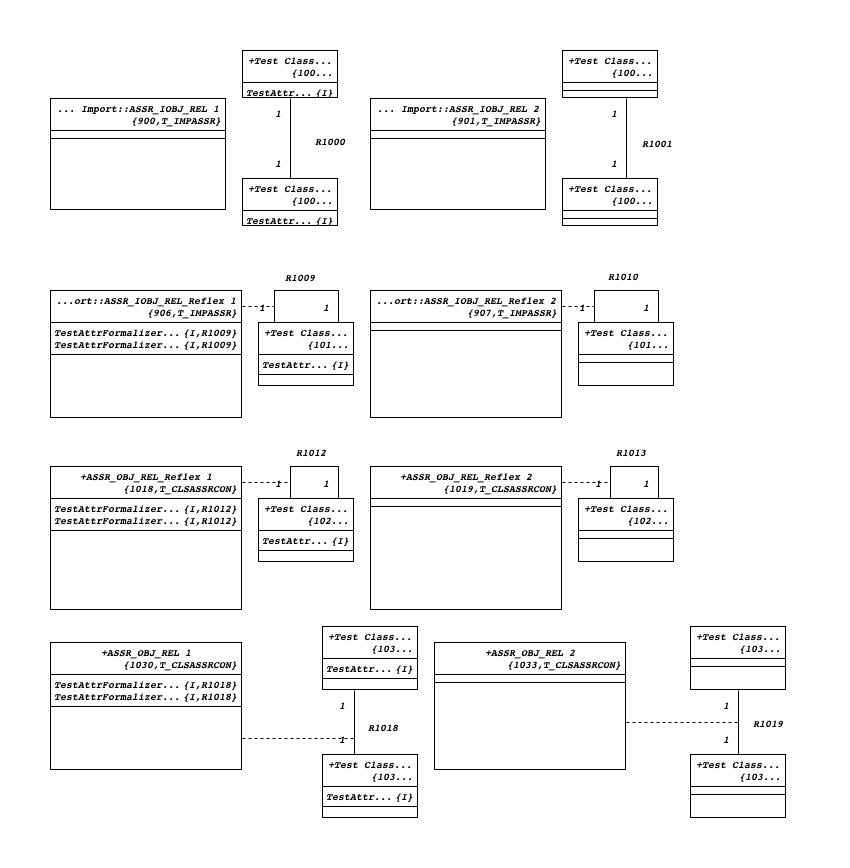 +Test Class...
{100...
TestAttr... {I}
... Import::ASSR_IOBJ_REL 1
{900,T_IMPASSR}
1
R1000
1
+Test Class...
{100...
TestAttr... {I}
+Test Class...
{100...
... Import::ASSR_IOBJ_REL 2
{901,T_IMPASSR}
1
R1001
1
+Test Class...
{100...
R1009
...ort::ASSR_IOBJ_REL_Reflex 1
{906,T_IMPASSR}
TestAttrFormalizer... {I,R1009}
TestAttrFormalizer... {I,R1009}
1
1
+Test Class...
{101...
TestAttr... {I}
R1010
...ort::ASSR_IOBJ_REL_Reflex 2
{907,T_IMPASSR}
1
1
+Test Class...
{101...
R1012
+ASSR_OBJ_REL_Reflex 1
{1018,T_CLSASSRCON}
TestAttrFormalizer... {I,R1012}
TestAttrFormalizer... {I,R1012}
1
1
+Test Class...
{102...
TestAttr... {I}
R1013
+ASSR_OBJ_REL_Reflex 2
{1019,T_CLSASSRCON}
1
1
+Test Class...
{102...
+ASSR_OBJ_REL 1
{1030,T_CLSASSRCON}
TestAttrFormalizer... {I,R1018}
TestAttrFormalizer... {I,R1018}
+Test Class...
{103...
TestAttr... {I}
1
R1018
1
+Test Class...
{103...
TestAttr... {I}
+ASSR_OBJ_REL 2
{1033,T_CLSASSRCON}
+Test Class...
{103...
1
R1019
1
+Test Class...
{103...